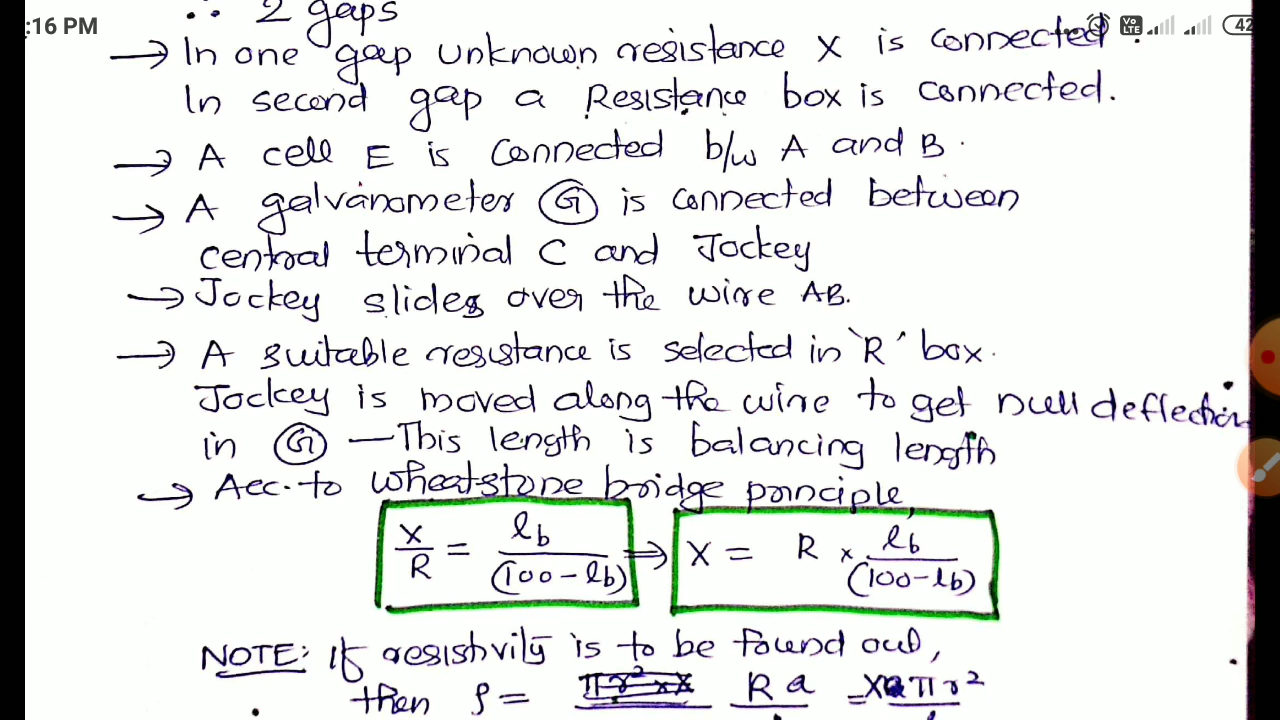 ∴ 2 gaps
:16 PM
Vo LTE 42
→ In one gap unknown resistance X is connected.
In second gap a Resistance box is connected.
→ A cell E is connected b/w A and B.
→ A galvanometer Ⓖ is connected between
central terminal C and Jockey
→ Jockey slides over the wire AB.
→ A suitable resistance is selected in 'R' box.
Jockey is moved along the wire to get null deflection
in Ⓖ — This length is balancing length
→ Acc. to Wheatstone bridge principle,
X/R = lb/(100-lb) ⇒ X = R × lb/(100-lb)
NOTE: If resistivity is to be found out,
then ρ = R a = X π r²